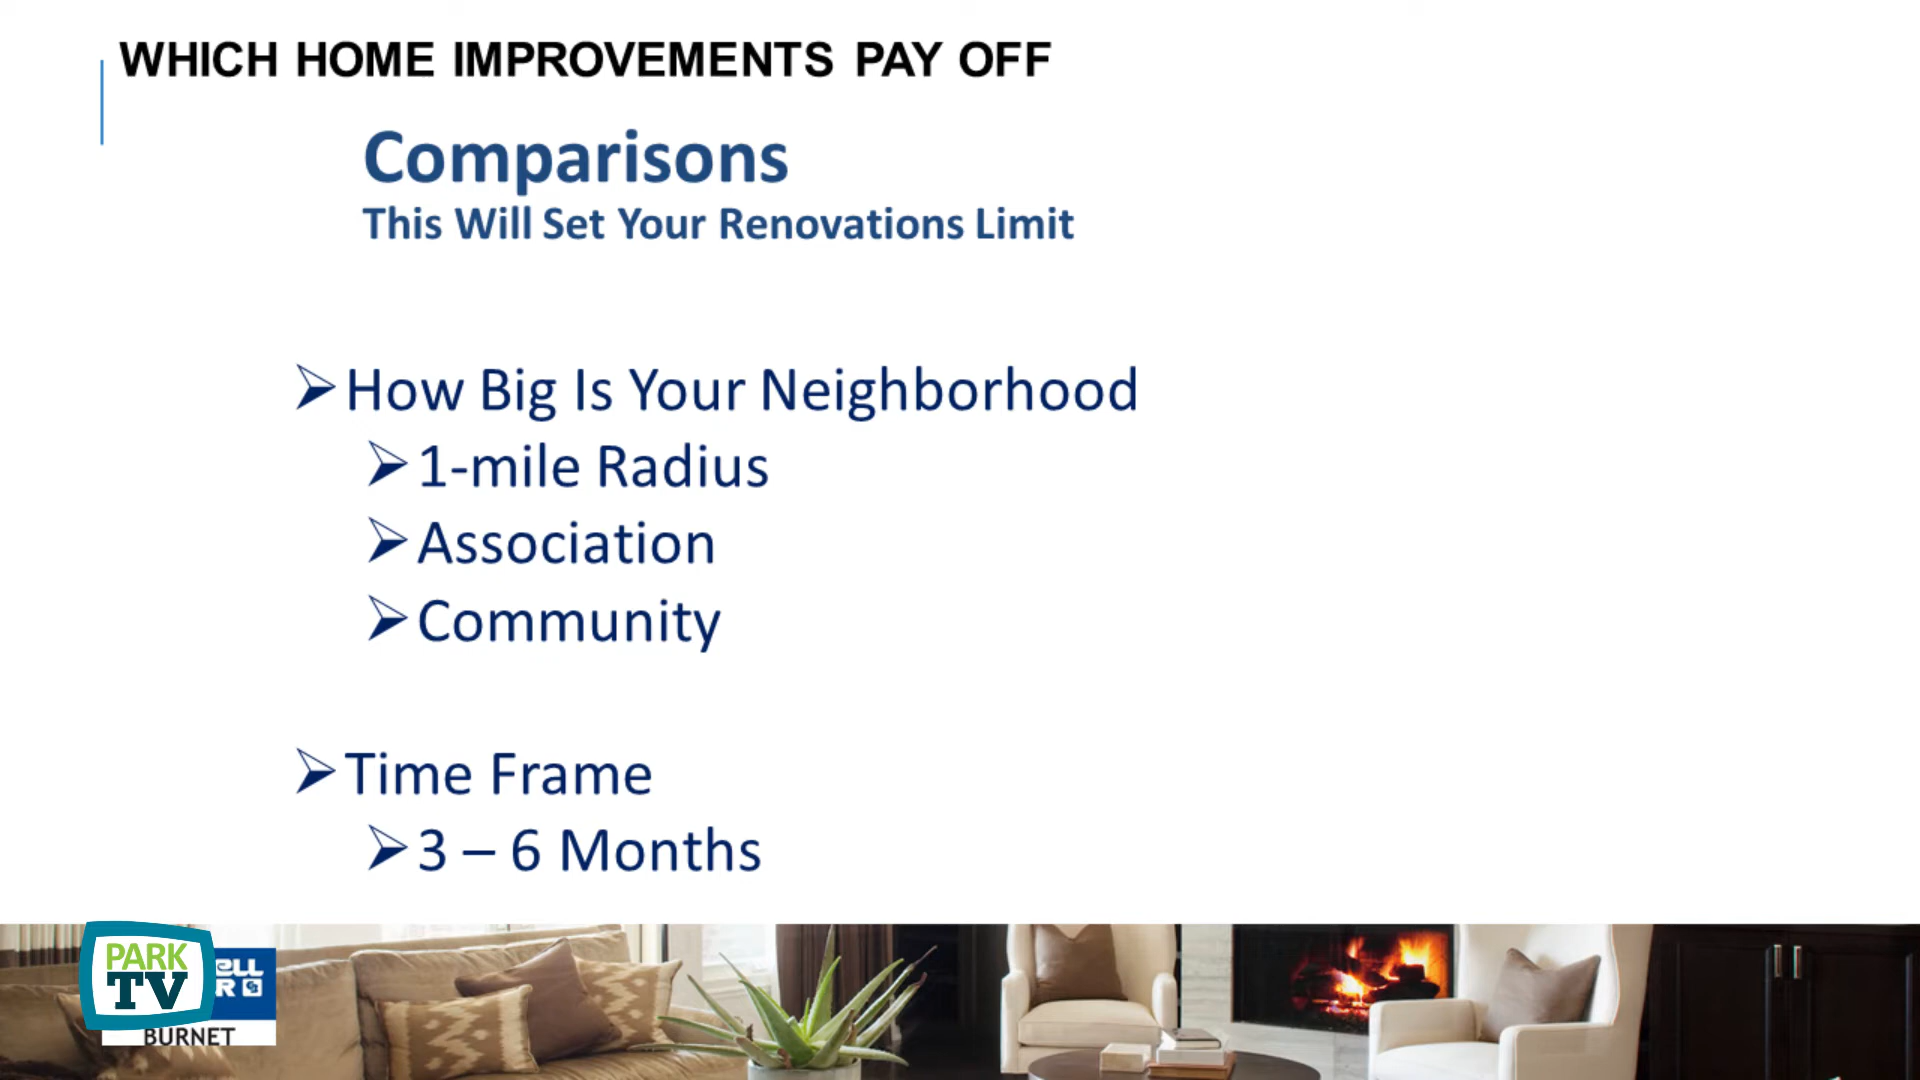 WHICH HOME IMPROVEMENTS PAY OFF
Comparisons
This Will Set Your Renovations Limit
How Big Is Your Neighborhood
1-mile Radius
Association
Community
Time Frame
3 – 6 Months
PARK
TV
BURNET